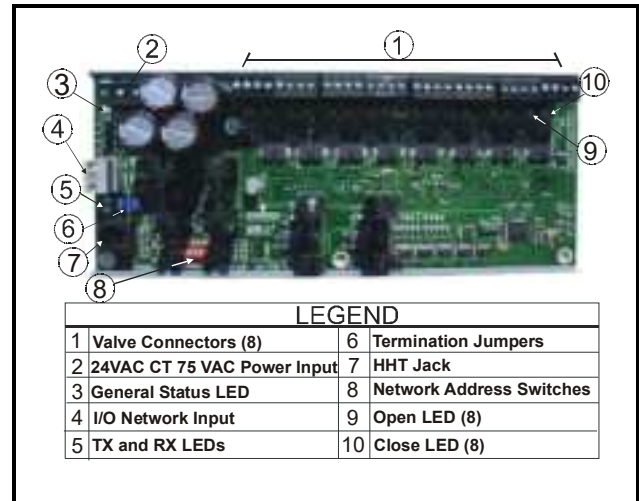 1
2
10
3
4
9
5
6
7
8
LEGEND
1 Valve Connectors (8) 6 Termination Jumpers
2 24VAC CT 75 VAC Power Input 7 HHT Jack
3 General Status LED 8 Network Address Switches
4 I/O Network Input 9 Open LED (8)
5 TX and RX LEDs 10 Close LED (8)